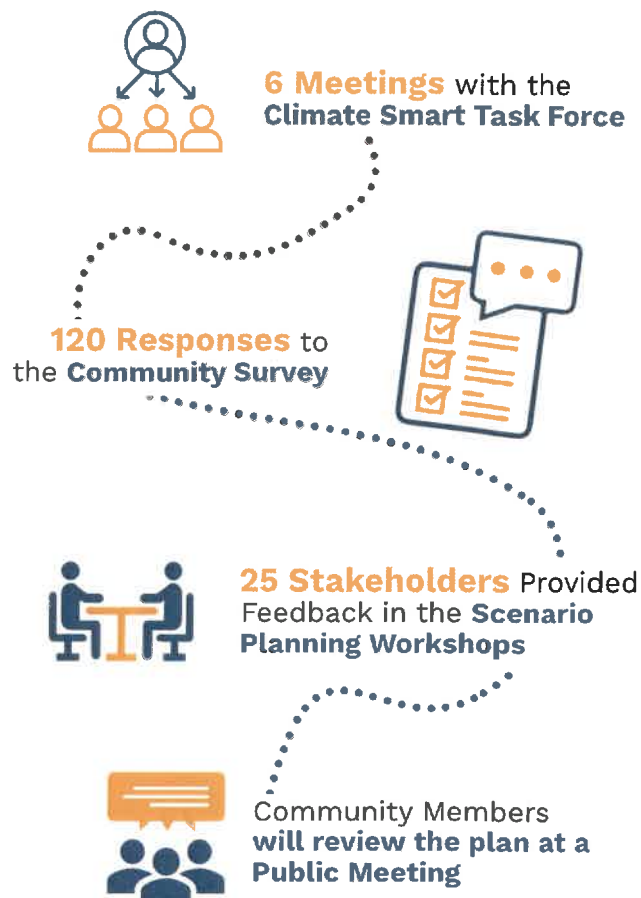 6 Meetings with the
Climate Smart Task Force
120 Responses to
the Community Survey
25 Stakeholders Provided
Feedback in the Scenario
Planning Workshops
Community Members
will review the plan at a
Public Meeting